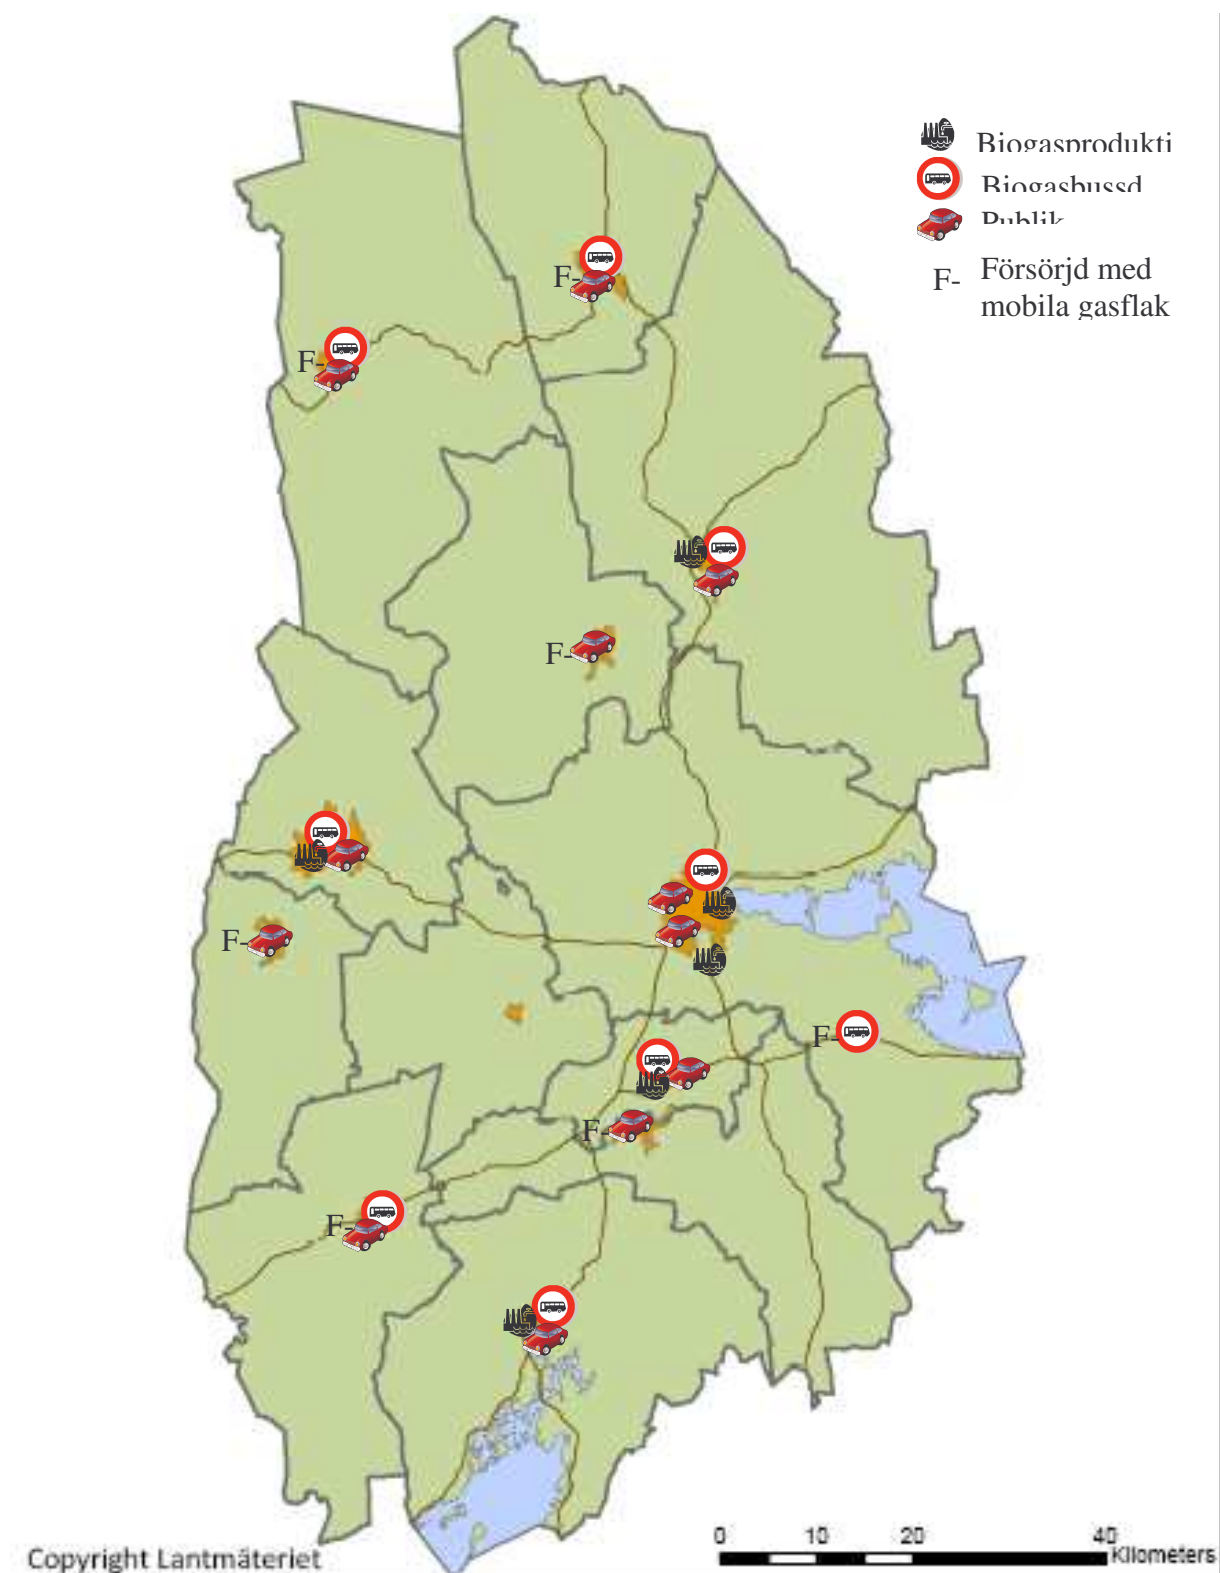 Biogasprodukti
Biogasbussd
Publik
F- Försörjd med
mobila gasflak
F-
F-
F-
F-
F-
F-
F-
0 10 20 40
Kilometers
Copyright Lantmäteriet